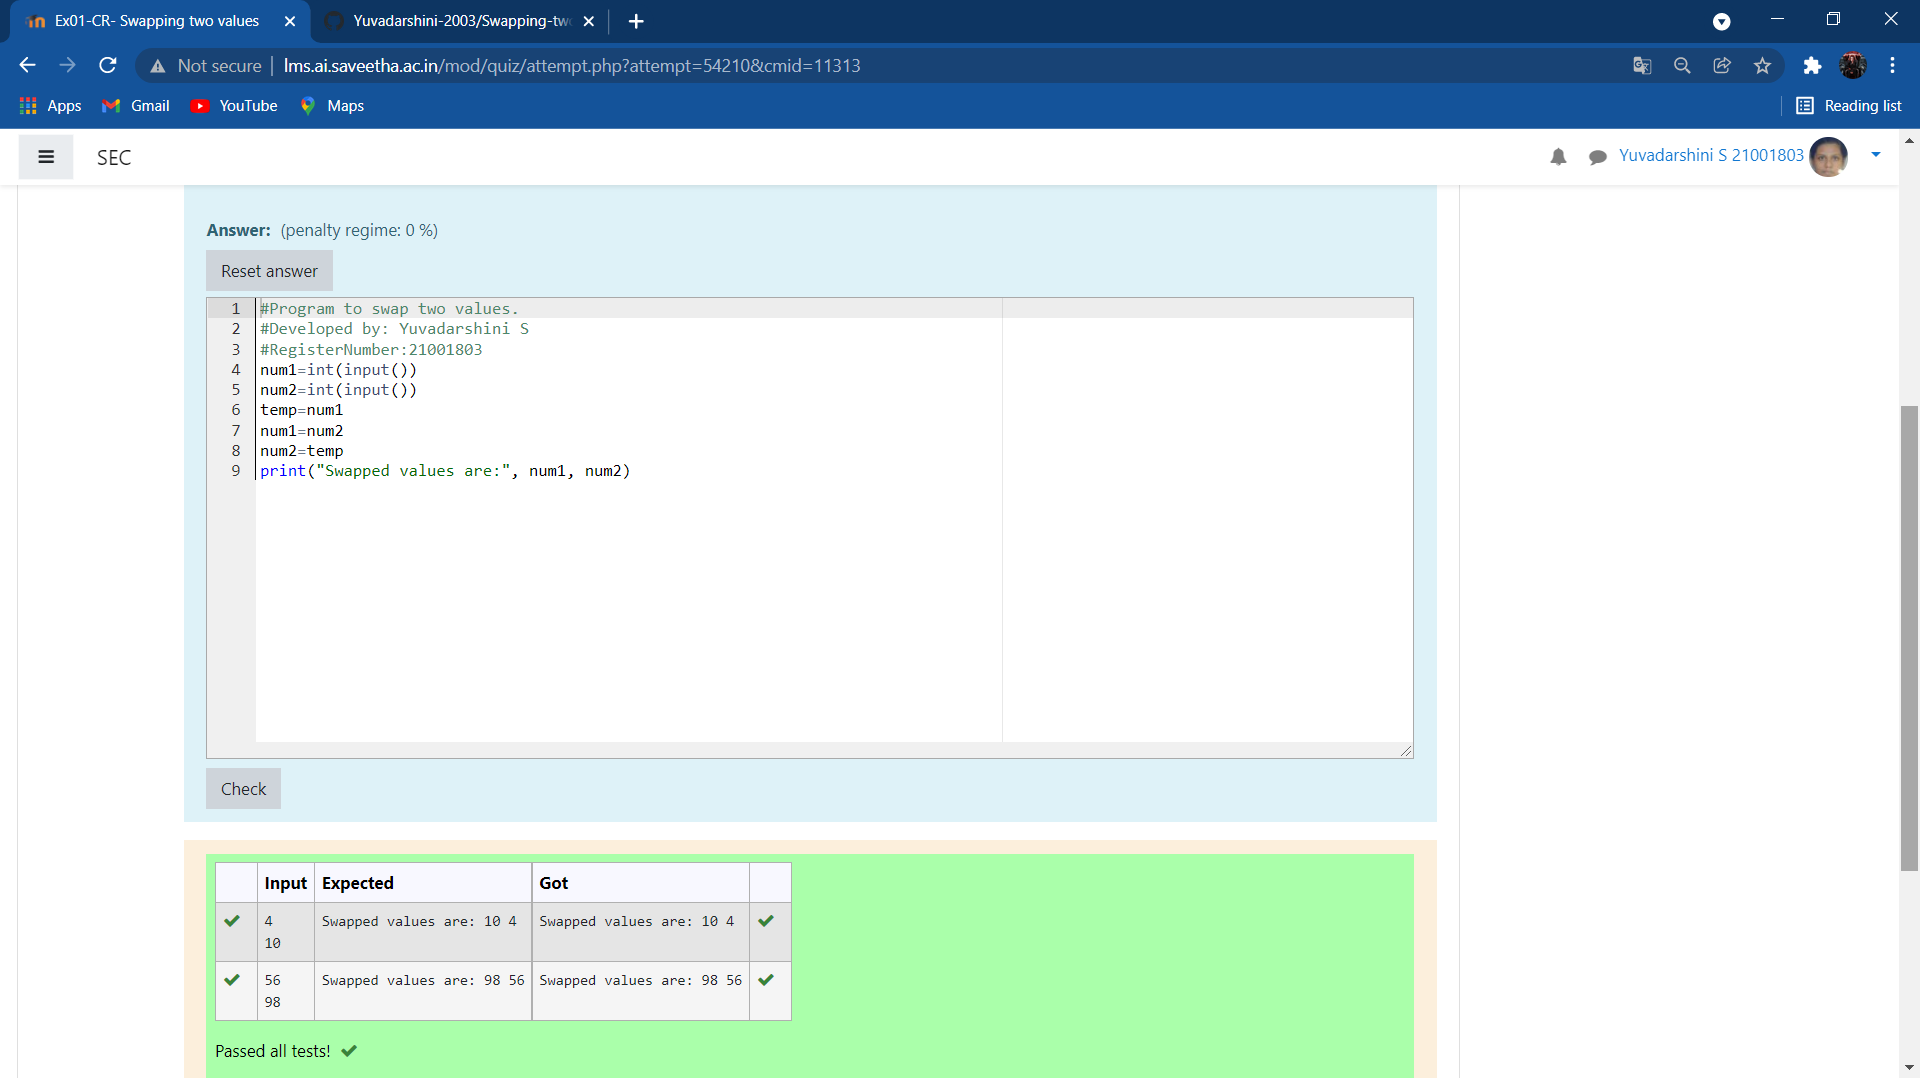 Ex01-CR- Swapping two values
Yuvadarshini-2003/Swapping-tw
Not secure
lms.ai.saveetha.ac.in/mod/quiz/attempt.php?attempt=54210&cmid=11313
Apps
Gmail
YouTube
Maps
Reading list
SEC
Yuvadarshini S 21001803
Answer: (penalty regime: 0 %)
Reset answer
1 #Program to swap two values.
2 #Developed by: Yuvadarshini S
3 #RegisterNumber:21001803
4 num1=int(input())
5 num2=int(input())
6 temp=num1
7 num1=num2
8 num2=temp
9 print("Swapped values are:", num1, num2)
Check
Input Expected Got
4 Swapped values are: 10 4 Swapped values are: 10 4
10
56 Swapped values are: 98 56 Swapped values are: 98 56
98
Passed all tests!